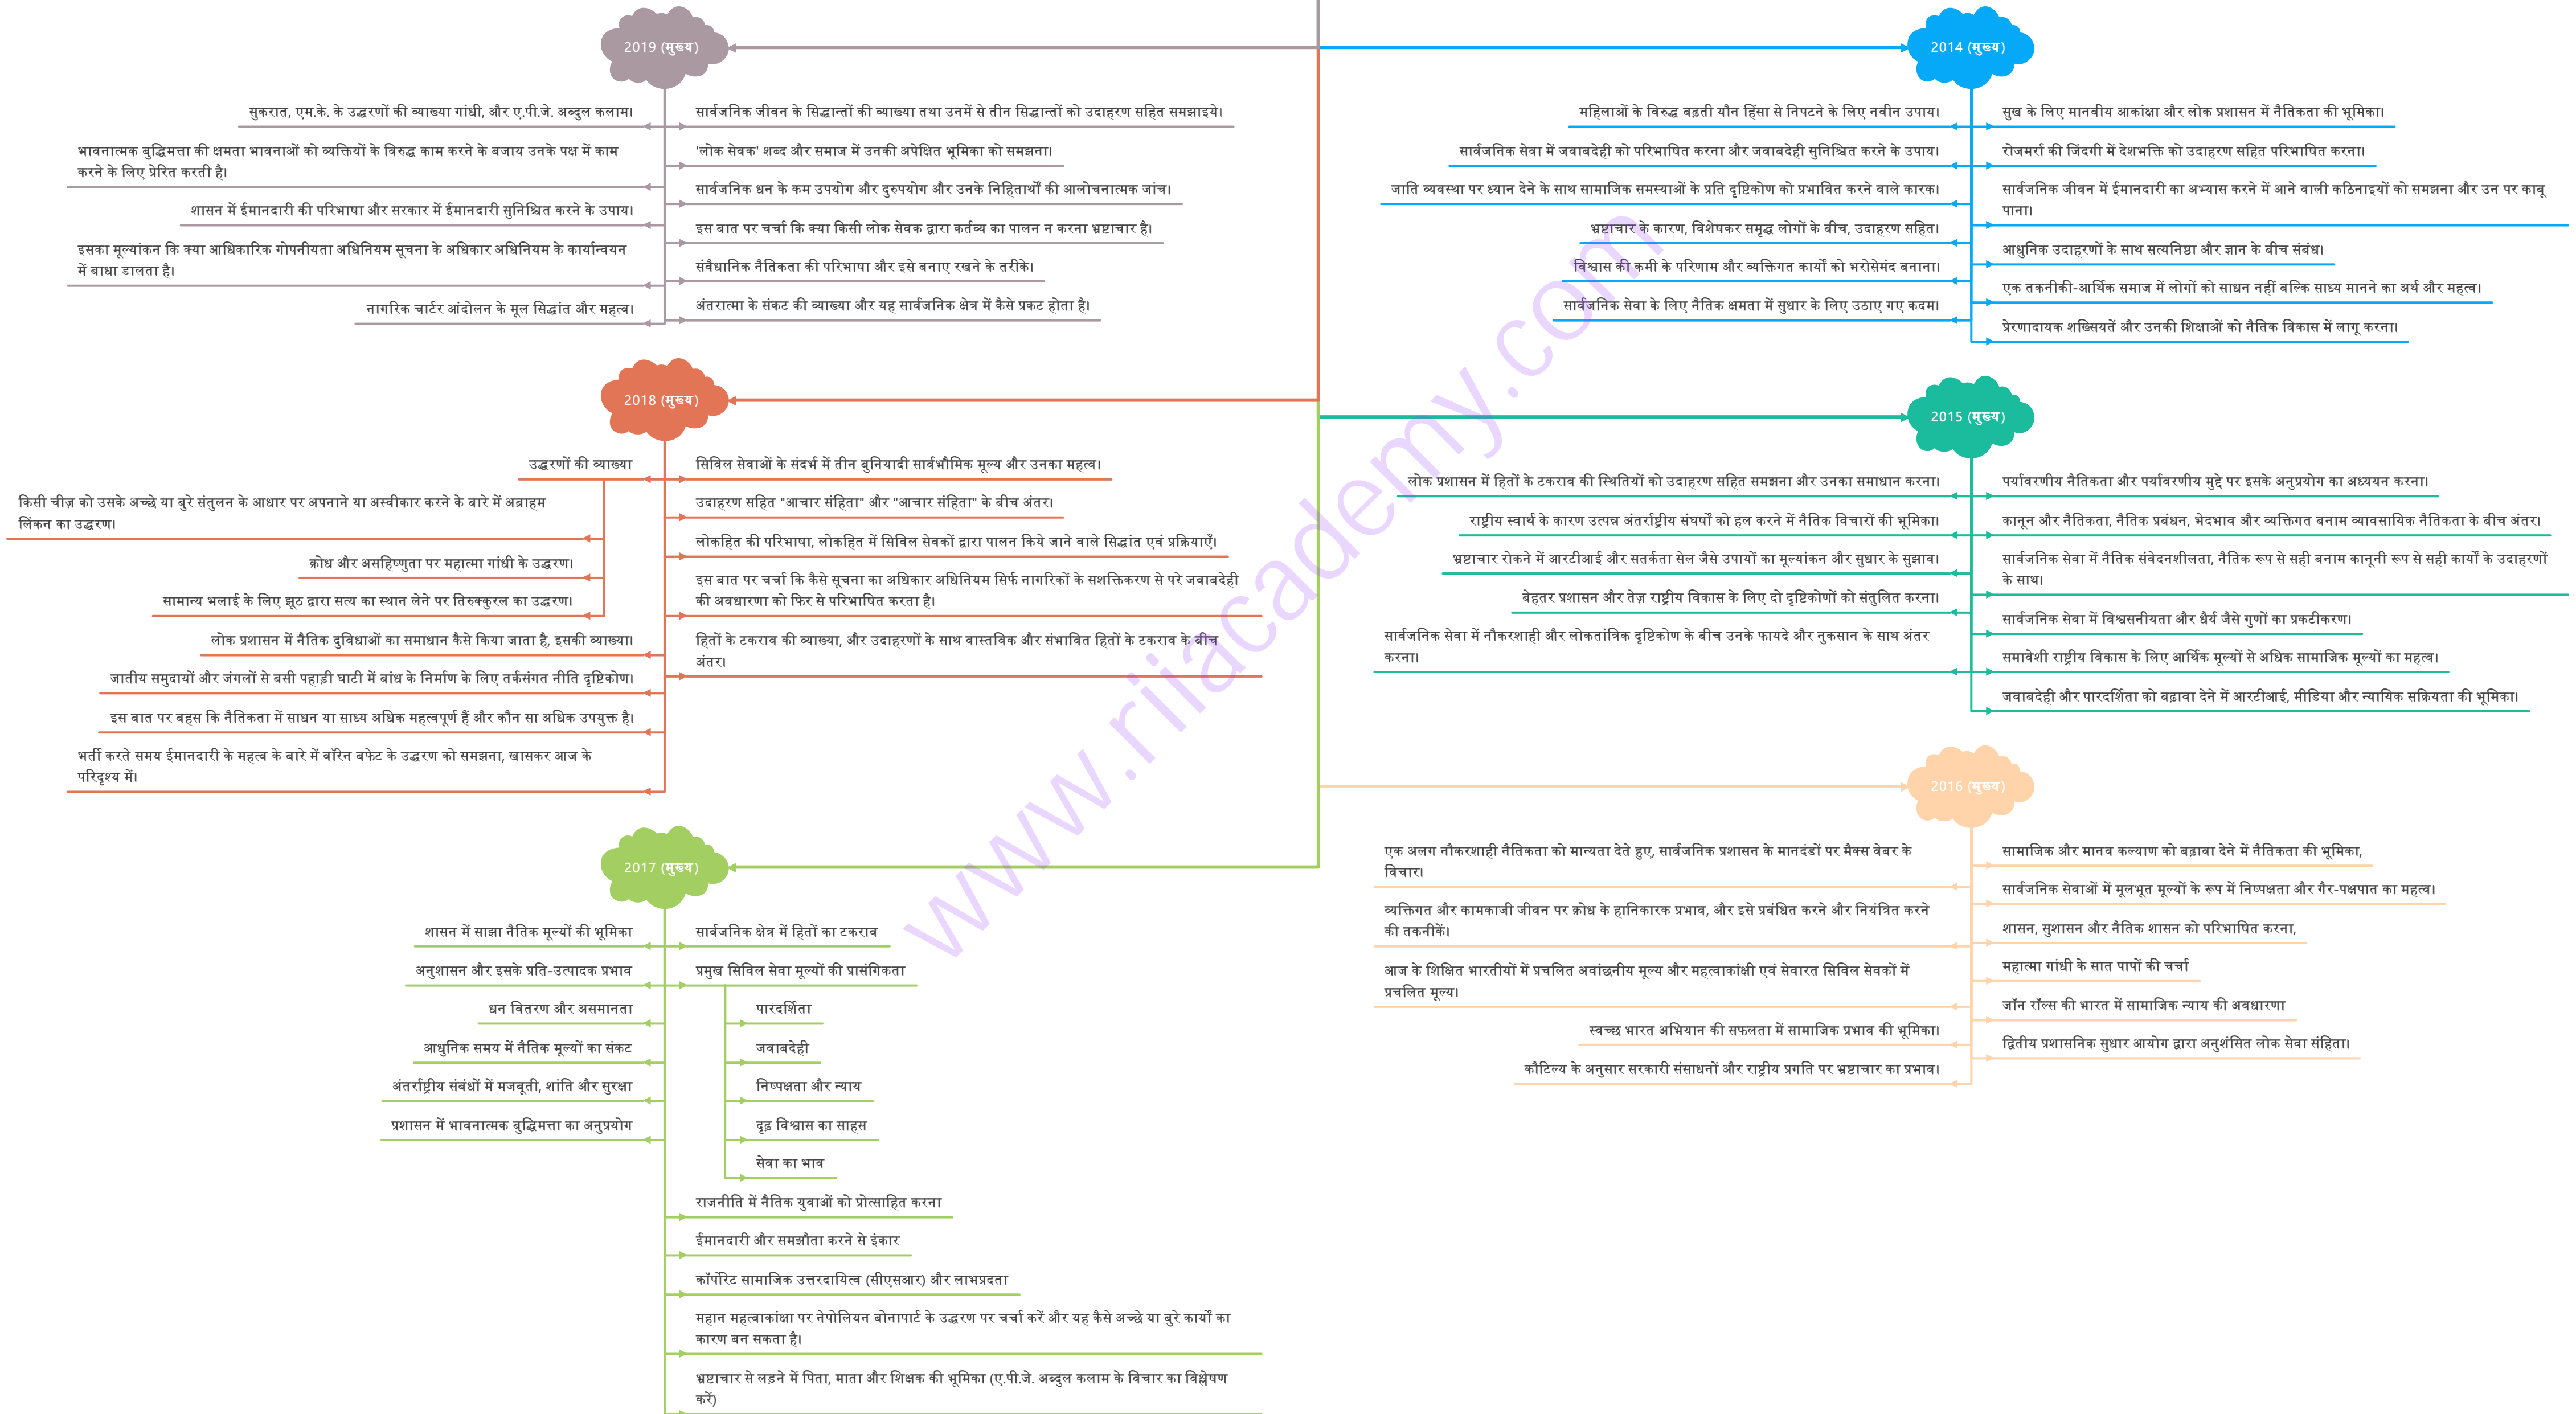 2019 (मुख्य)
सुकरात, एम.के. के उद्धरणों की व्याख्या गांधी, और ए.पी.जे. अब्दुल कलाम।
भावनात्मक बुद्धिमत्ता की क्षमता भावनाओं को व्यक्तियों के विरुद्ध काम करने के बजाय उनके पक्ष में काम
करने के लिए प्रेरित करती है।
शासन में ईमानदारी की परिभाषा और सरकार में ईमानदारी सुनिश्चित करने के उपाय।
इसका मूल्यांकन कि क्या आधिकारिक गोपनीयता अधिनियम सूचना के अधिकार अधिनियम के कार्यान्वयन
में बाधा डालता है।
नागरिक चार्टर आंदोलन के मूल सिद्धांत और महत्व।
सार्वजनिक जीवन के सिद्धान्तों की व्याख्या तथा उनमें से तीन सिद्धान्तों को उदाहरण सहित समझाइये।
'लोक सेवक' शब्द और समाज में उनकी अपेक्षित भूमिका को समझना।
सार्वजनिक धन के कम उपयोग और दुरुपयोग और उनके निहितार्थों की आलोचनात्मक जांच।
इस बात पर चर्चा कि क्या किसी लोक सेवक द्वारा कर्तव्य का पालन न करना भ्रष्टाचार है।
संवैधानिक नैतिकता की परिभाषा और इसे बनाए रखने के तरीके।
अंतरात्मा के संकट की व्याख्या और यह सार्वजनिक क्षेत्र में कैसे प्रकट होता है।
2018 (मुख्य)
उद्धरणों की व्याख्या
किसी चीज़ को उसके अच्छे या बुरे संतुलन के आधार पर अपनाने या अस्वीकार करने के बारे में अब्राहम
लिंकन का उद्धरण।
क्रोध और असहिष्णुता पर महात्मा गांधी के उद्धरण।
सामान्य भलाई के लिए झूठ द्वारा सत्य का स्थान लेने पर तिरुक्कुरल का उद्धरण।
लोक प्रशासन में नैतिक दुविधाओं का समाधान कैसे किया जाता है, इसकी व्याख्या।
जातीय समुदायों और जंगलों से बसी पहाड़ी घाटी में बांध के निर्माण के लिए तर्कसंगत नीति दृष्टिकोण।
इस बात पर बहस कि नैतिकता में साधन या साध्य अधिक महत्वपूर्ण हैं और कौन सा अधिक उपयुक्त है।
भर्ती करते समय ईमानदारी के महत्व के बारे में वॉरेन बफेट के उद्धरण को समझना, खासकर आज के
परिदृश्य में।
सिविल सेवाओं के संदर्भ में तीन बुनियादी सार्वभौमिक मूल्य और उनका महत्व।
उदाहरण सहित "आचार संहिता" और "आचार संहिता" के बीच अंतर।
लोकहित की परिभाषा, लोकहित में सिविल सेवकों द्वारा पालन किये जाने वाले सिद्धांत एवं प्रक्रियाएँ।
इस बात पर चर्चा कि कैसे सूचना का अधिकार अधिनियम सिर्फ नागरिकों के सशक्तिकरण से परे जवाबदेही
की अवधारणा को फिर से परिभाषित करता है।
हितों के टकराव की व्याख्या, और उदाहरणों के साथ वास्तविक और संभावित हितों के टकराव के बीच
अंतर।
2017 (मुख्य)
शासन में साझा नैतिक मूल्यों की भूमिका
अनुशासन और इसके प्रति-उत्पादक प्रभाव
धन वितरण और असमानता
आधुनिक समय में नैतिक मूल्यों का संकट
अंतर्राष्ट्रीय संबंधों में मजबूती, शांति और सुरक्षा
प्रशासन में भावनात्मक बुद्धिमत्ता का अनुप्रयोग
सार्वजनिक क्षेत्र में हितों का टकराव
प्रमुख सिविल सेवा मूल्यों की प्रासंगिकता
पारदर्शिता
जवाबदेही
निष्पक्षता और न्याय
दृढ़ विश्वास का साहस
सेवा का भाव
राजनीति में नैतिक युवाओं को प्रोत्साहित करना
ईमानदारी और समझौता करने से इंकार
कॉर्पोरेट सामाजिक उत्तरदायित्व (सीएसआर) और लाभप्रदता
महान महत्वाकांक्षा पर नेपोलियन बोनापार्ट के उद्धरण पर चर्चा करें और यह कैसे अच्छे या बुरे कार्यों का
कारण बन सकता है।
भ्रष्टाचार से लड़ने में पिता, माता और शिक्षक की भूमिका (ए.पी.जे. अब्दुल कलाम के विचार का विश्लेषण
करें)
2014 (मुख्य)
महिलाओं के विरुद्ध बढ़ती यौन हिंसा से निपटने के लिए नवीन उपाय।
सार्वजनिक सेवा में जवाबदेही को परिभाषित करना और जवाबदेही सुनिश्चित करने के उपाय।
जाति व्यवस्था पर ध्यान देने के साथ सामाजिक समस्याओं के प्रति दृष्टिकोण को प्रभावित करने वाले कारक।
भ्रष्टाचार के कारण, विशेषकर समृद्ध लोगों के बीच, उदाहरण सहित।
विश्वास की कमी के परिणाम और व्यक्तिगत कार्यों को भरोसेमंद बनाना।
सार्वजनिक सेवा के लिए नैतिक क्षमता में सुधार के लिए उठाए गए कदम।
सुख के लिए मानवीय आकांक्षा और लोक प्रशासन में नैतिकता की भूमिका।
रोजमर्रा की जिंदगी में देशभक्ति को उदाहरण सहित परिभाषित करना।
सार्वजनिक जीवन में ईमानदारी का अभ्यास करने में आने वाली कठिनाइयों को समझना और उन पर काबू
पाना।
आधुनिक उदाहरणों के साथ सत्यनिष्ठा और ज्ञान के बीच संबंध।
एक तकनीकी-आर्थिक समाज में लोगों को साधन नहीं बल्कि साध्य मानने का अर्थ और महत्व।
प्रेरणादायक शख्सियतें और उनकी शिक्षाओं को नैतिक विकास में लागू करना।
2015 (मुख्य)
लोक प्रशासन में हितों के टकराव की स्थितियों को उदाहरण सहित समझना और उनका समाधान करना।
राष्ट्रीय स्वार्थ के कारण उत्पन्न अंतर्राष्ट्रीय संघर्षों को हल करने में नैतिक विचारों की भूमिका।
भ्रष्टाचार रोकने में आरटीआई और सतर्कता सेल जैसे उपायों का मूल्यांकन और सुधार के सुझाव।
बेहतर प्रशासन और तेज़ राष्ट्रीय विकास के लिए दो दृष्टिकोणों को संतुलित करना।
सार्वजनिक सेवा में नौकरशाही और लोकतांत्रिक दृष्टिकोण के बीच उनके फायदे और नुकसान के साथ अंतर
करना।
पर्यावरणीय नैतिकता और पर्यावरणीय मुद्दे पर इसके अनुप्रयोग का अध्ययन करना।
कानून और नैतिकता, नैतिक प्रबंधन, भेदभाव और व्यक्तिगत बनाम व्यावसायिक नैतिकता के बीच अंतर।
सार्वजनिक सेवा में नैतिक संवेदनशीलता, नैतिक रूप से सही बनाम कानूनी रूप से सही कार्यों के उदाहरणों
के साथ।
सार्वजनिक सेवा में विश्वसनीयता और धैर्य जैसे गुणों का प्रकटीकरण।
समावेशी राष्ट्रीय विकास के लिए आर्थिक मूल्यों से अधिक सामाजिक मूल्यों का महत्व।
जवाबदेही और पारदर्शिता को बढ़ावा देने में आरटीआई, मीडिया और न्यायिक सक्रियता की भूमिका।
2016 (मुख्य)
एक अलग नौकरशाही नैतिकता को मान्यता देते हुए, सार्वजनिक प्रशासन के मानदंडों पर मैक्स वेबर के
विचार।
व्यक्तिगत और कामकाजी जीवन पर क्रोध के हानिकारक प्रभाव, और इसे प्रबंधित करने और नियंत्रित करने
की तकनीकें।
आज के शिक्षित भारतीयों में प्रचलित अवांछनीय मूल्य और महत्वाकांक्षी एवं सेवारत सिविल सेवकों में
प्रचलित मूल्य।
स्वच्छ भारत अभियान की सफलता में सामाजिक प्रभाव की भूमिका।
कौटिल्य के अनुसार सरकारी संसाधनों और राष्ट्रीय प्रगति पर भ्रष्टाचार का प्रभाव।
सामाजिक और मानव कल्याण को बढ़ावा देने में नैतिकता की भूमिका,
सार्वजनिक सेवाओं में मूलभूत मूल्यों के रूप में निष्पक्षता और गैर-पक्षपात का महत्व।
शासन, सुशासन और नैतिक शासन को परिभाषित करना,
महात्मा गांधी के सात पापों की चर्चा
जॉन रॉल्स की भारत में सामाजिक न्याय की अवधारणा
द्वितीय प्रशासनिक सुधार आयोग द्वारा अनुशंसित लोक सेवा संहिता।
www.riiacademy.com